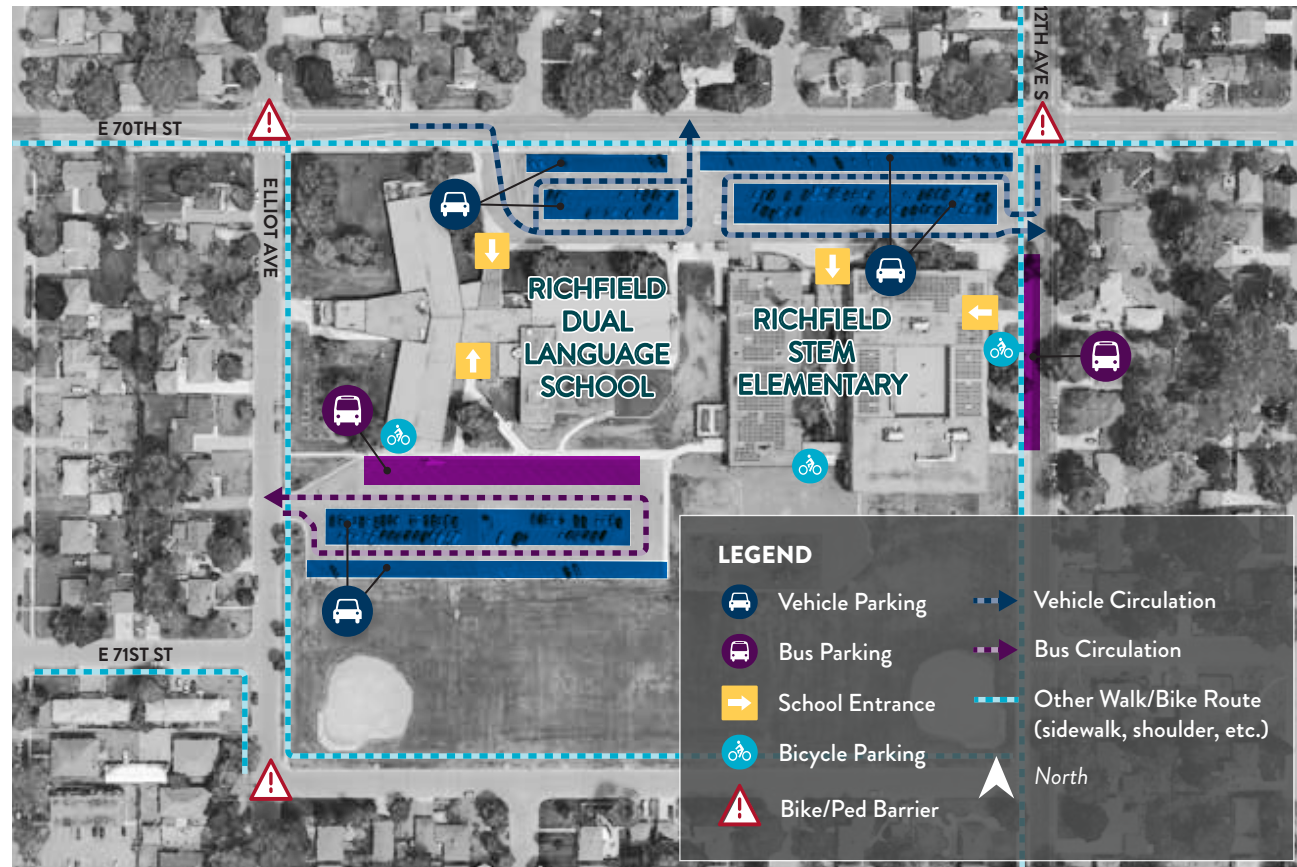 12TH AVE S
E 70TH ST
ELLIOT AVE
RICHFIELD
DUAL
LANGUAGE
SCHOOL
RICHFIELD
STEM
ELEMENTARY
E 71ST ST
LEGEND
Vehicle Parking
Bus Parking
School Entrance
Bicycle Parking
Bike/Ped Barrier
Vehicle Circulation
Bus Circulation
Other Walk/Bike Route
(sidewalk, shoulder, etc.)
North